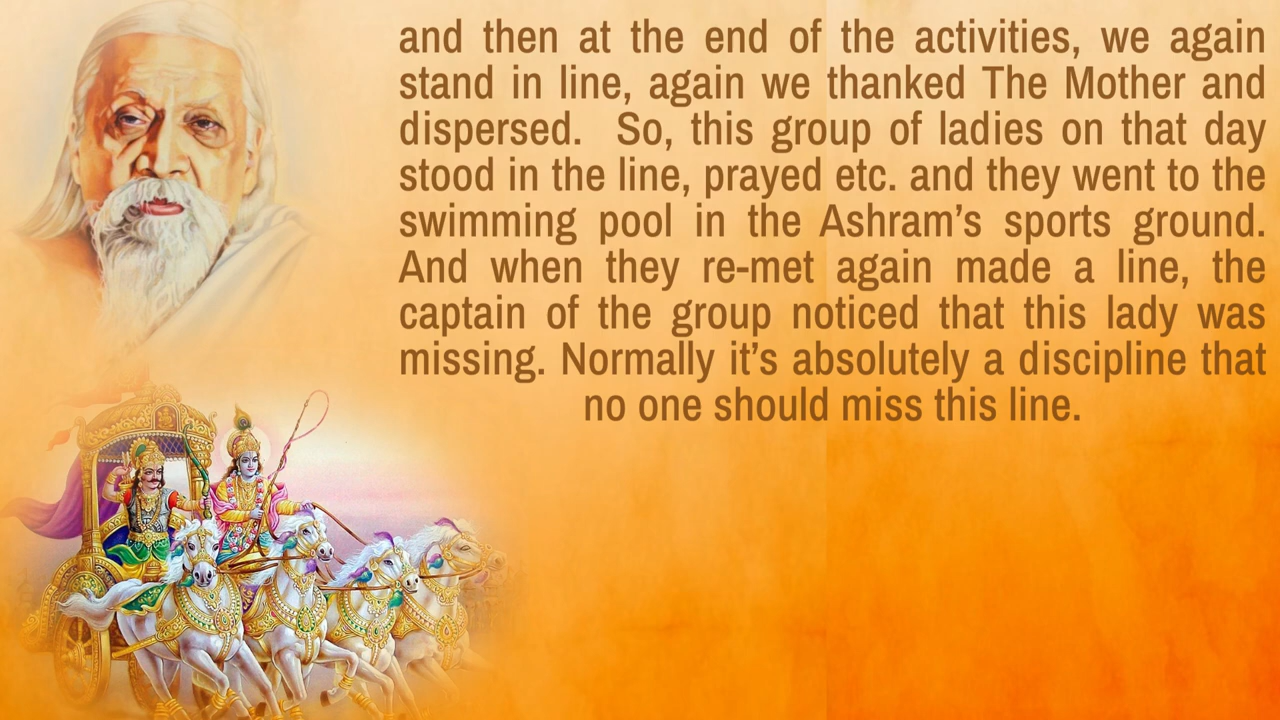 and then at the end of the activities, we again
stand in line, again we thanked The Mother and
dispersed.  So, this group of ladies on that day
stood in the line, prayed etc. and they went to the
swimming pool in the Ashram’s sports ground.
And when they re-met again made a line, the
captain of the group noticed that this lady was
missing. Normally it’s absolutely a discipline that
no one should miss this line.